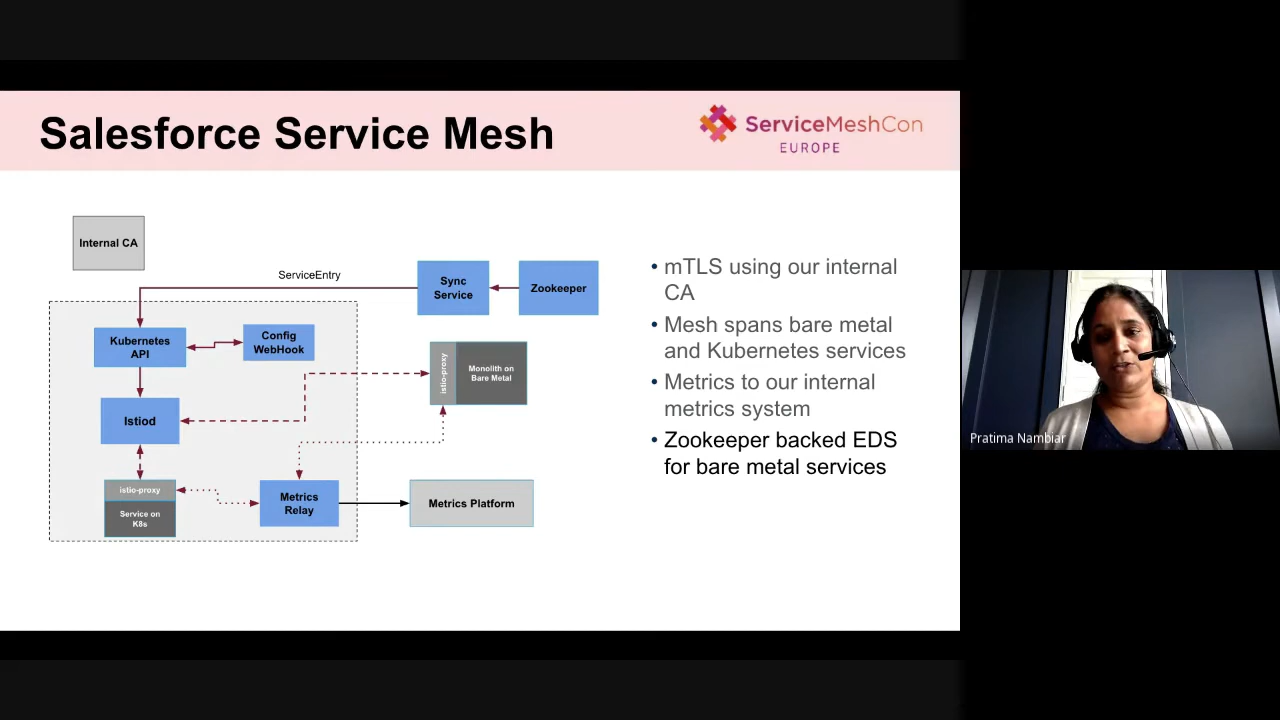 Salesforce Service Mesh
ServiceMeshCon
EUROPE
Internal CA
ServiceEntry
Sync
Service
Zookeeper
Kubernetes
API
Config
WebHook
istio-proxy
Monolith on
Bare Metal
Istiod
istio-proxy
Service on
K8s
Metrics
Relay
Metrics Platform
• mTLS using our internal
CA
• Mesh spans bare metal
and Kubernetes services
• Metrics to our internal
metrics system
• Zookeeper backed EDS
for bare metal services
Pratima Nambiar